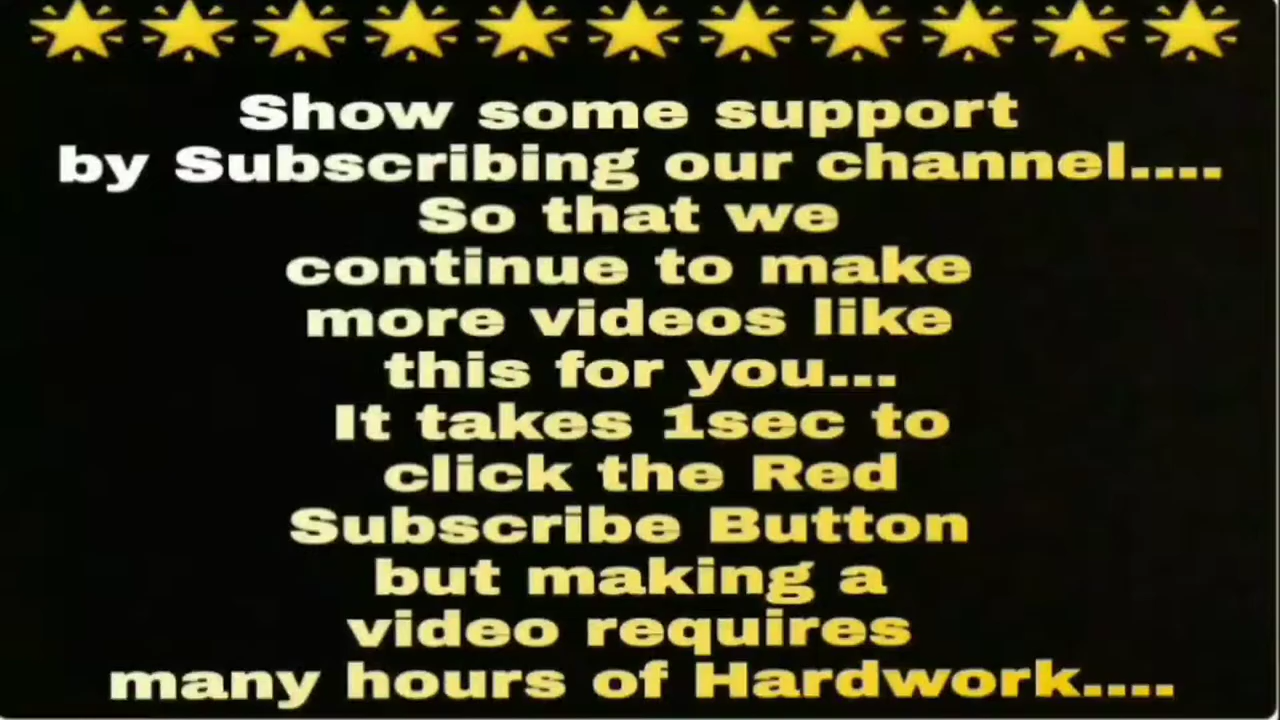 Show some support
by Subscribing our channel....
So that we
continue to make
more videos like
this for you...
It takes 1sec to
click the Red
Subscribe Button
but making a
video requires
many hours of Hardwork....